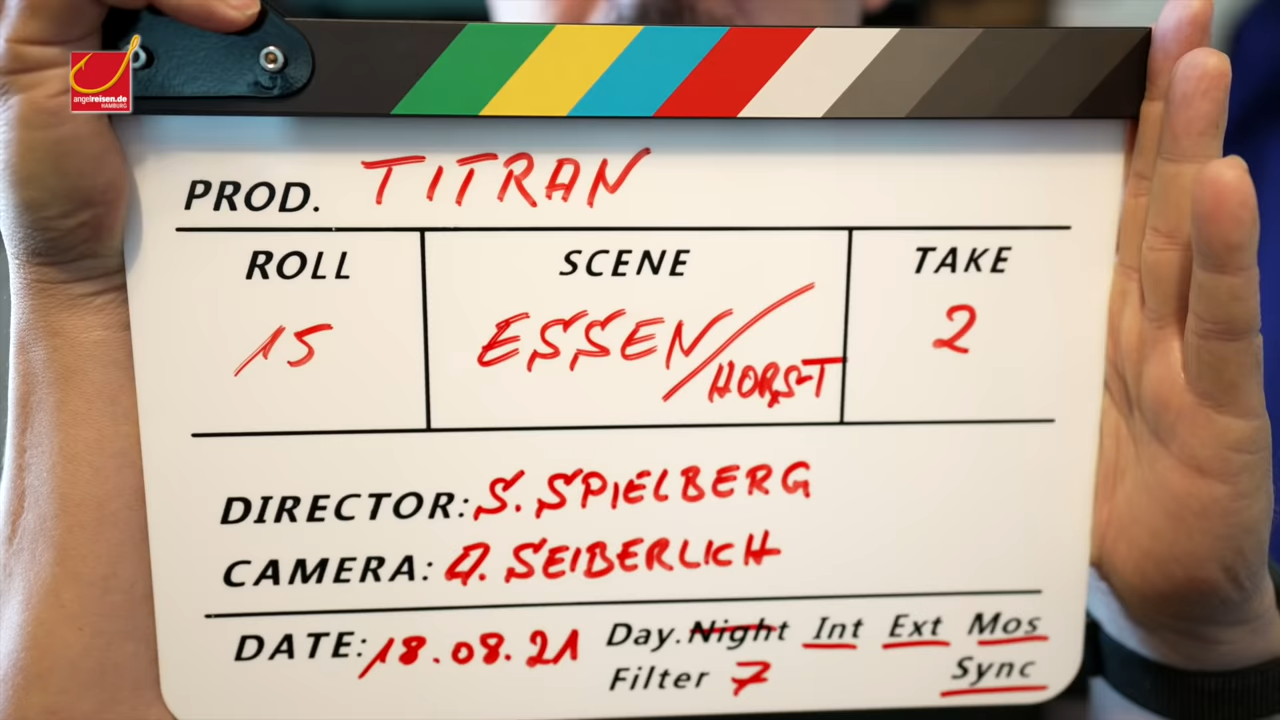 angelreisen.de
HAMBURG
PROD. TITRAN
ROLL SCENE TAKE
15 ESSEN/HORST 2
DIRECTOR: S. SPIELBERG
CAMERA: A. SEIBERLICH
DATE: 18.08.21 Day. Night Int Ext Mos
Filter 7 Sync